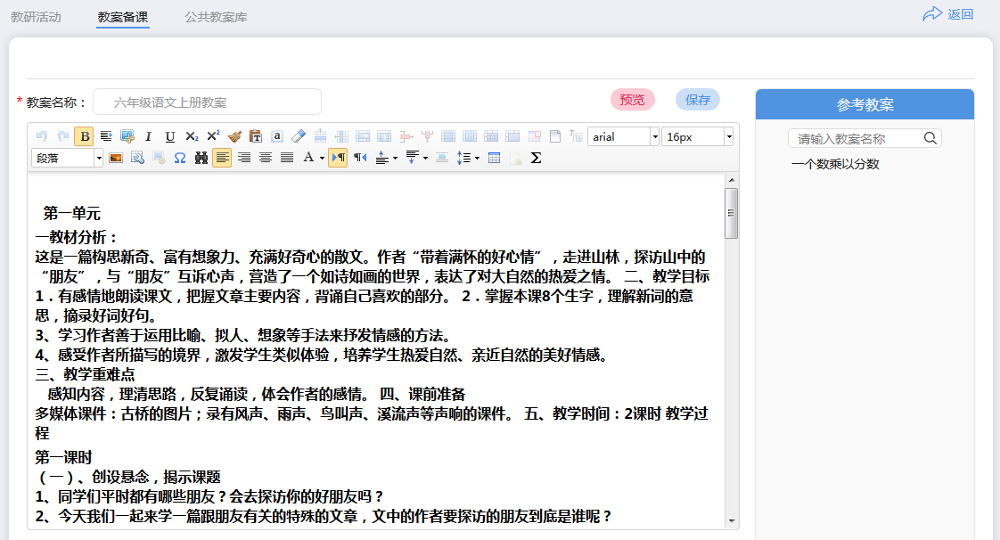 教研活动 教案备课 公共教案库 返回
* 教案名称： 六年级语文上册教案 预览 保存 参考教案
arial 16px
段落
请输入教案名称
一个数乘以分数
第一单元
一教材分析：
这是一篇构思新奇、富有想象力、充满好奇心的散文。作者“带着满怀的好心情”，走进山林，探访山中的
“朋友”，与“朋友”互诉心声，营造了一个如诗如画的世界，表达了对大自然的热爱之情。 二、教学目标
1．有感情地朗读课文，把握文章主要内容，背诵自己喜欢的部分。 2．掌握本课8个生字，理解新词的意
思，摘录好词好句。
3、学习作者善于运用比喻、拟人、想象等手法来抒发情感的方法。
4、感受作者所描写的境界，激发学生类似体验，培养学生热爱自然、亲近自然的美好情感。
三、教学重难点
感知内容，理清思路，反复诵读，体会作者的感情。 四、课前准备
多媒体课件：古桥的图片；录有风声、雨声、鸟叫声、溪流声等声响的课件。 五、教学时间：2课时 教学过
程
第一课时
（一）、创设悬念，揭示课题
1、同学们平时都有哪些朋友？会去探访你的好朋友吗？
2、今天我们一起来学一篇跟朋友有关的特殊的文章，文中的作者要探访的朋友到底是谁呢？